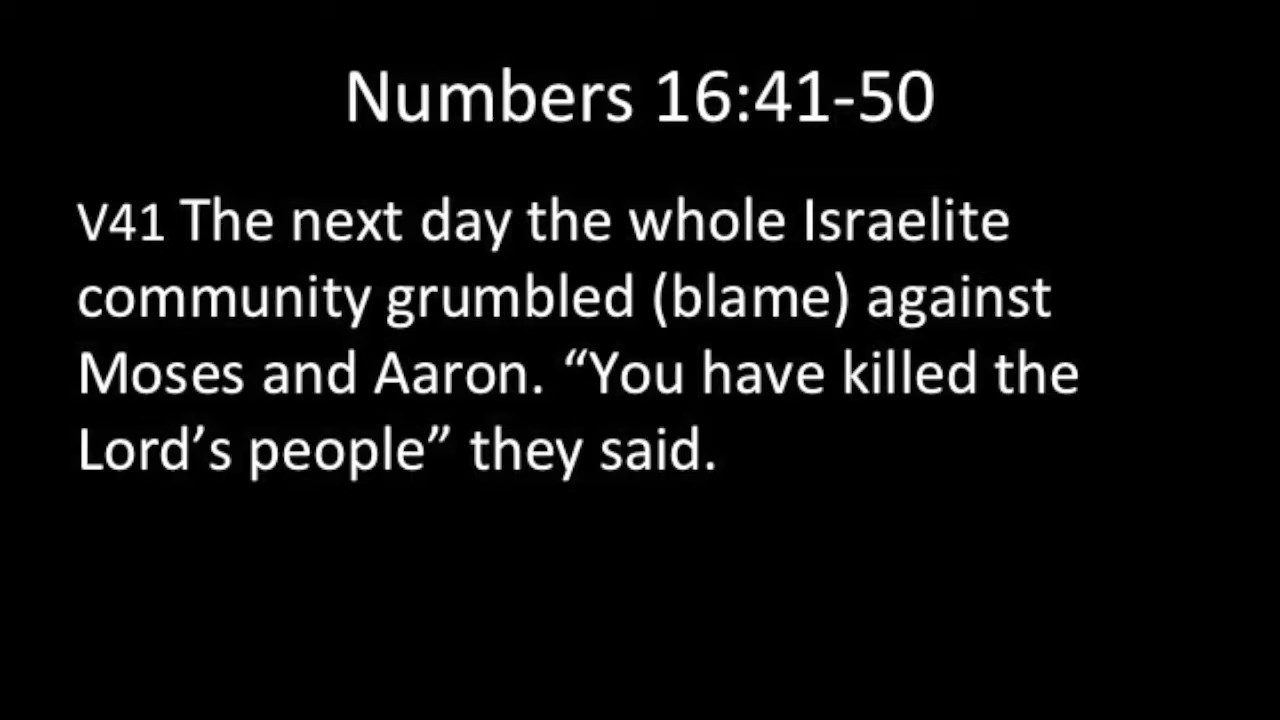 Numbers 16:41-50
V41 The next day the whole Israelite
community grumbled (blame) against
Moses and Aaron. “You have killed the
Lord’s people” they said.